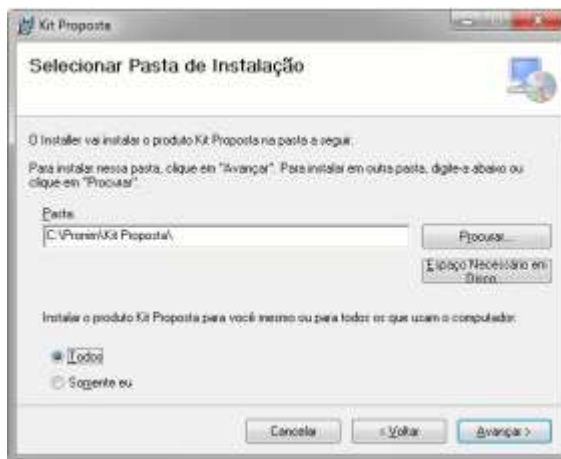 Kit Proposta
Selecionar Pasta de Instalação
O Installer vai instalar o produto Kit Proposta na pasta a seguir.
Para instalar nessa pasta, clique em "Avançar". Para instalar em outra pasta, digite-a abaixo ou
clique em "Procurar".
Pasta:
C:\Pronim\Kit Proposta\
Procurar...
Espaço Necessário em
Disco...
Instalar o produto Kit Proposta para você mesmo ou para todos os que usam o computador:
Todos
Somente eu
Cancelar
< Voltar
Avançar >